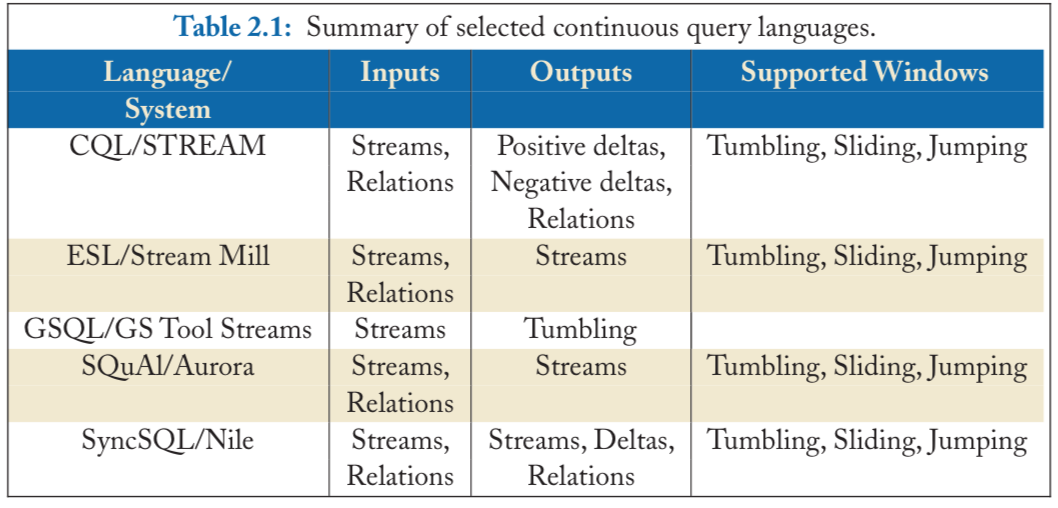 Table 2.1: Summary of selected continuous query languages.
Language/ Inputs Outputs Supported Windows
System
CQL/STREAM Streams, Positive deltas, Tumbling, Sliding, Jumping
Relations Negative deltas,
Relations
ESL/Stream Mill Streams, Streams Tumbling, Sliding, Jumping
Relations
GSQL/GS Tool Streams Streams Tumbling
SQuAl/Aurora Streams, Streams Tumbling, Sliding, Jumping
Relations
SyncSQL/Nile Streams, Streams, Deltas, Tumbling, Sliding, Jumping
Relations Relations